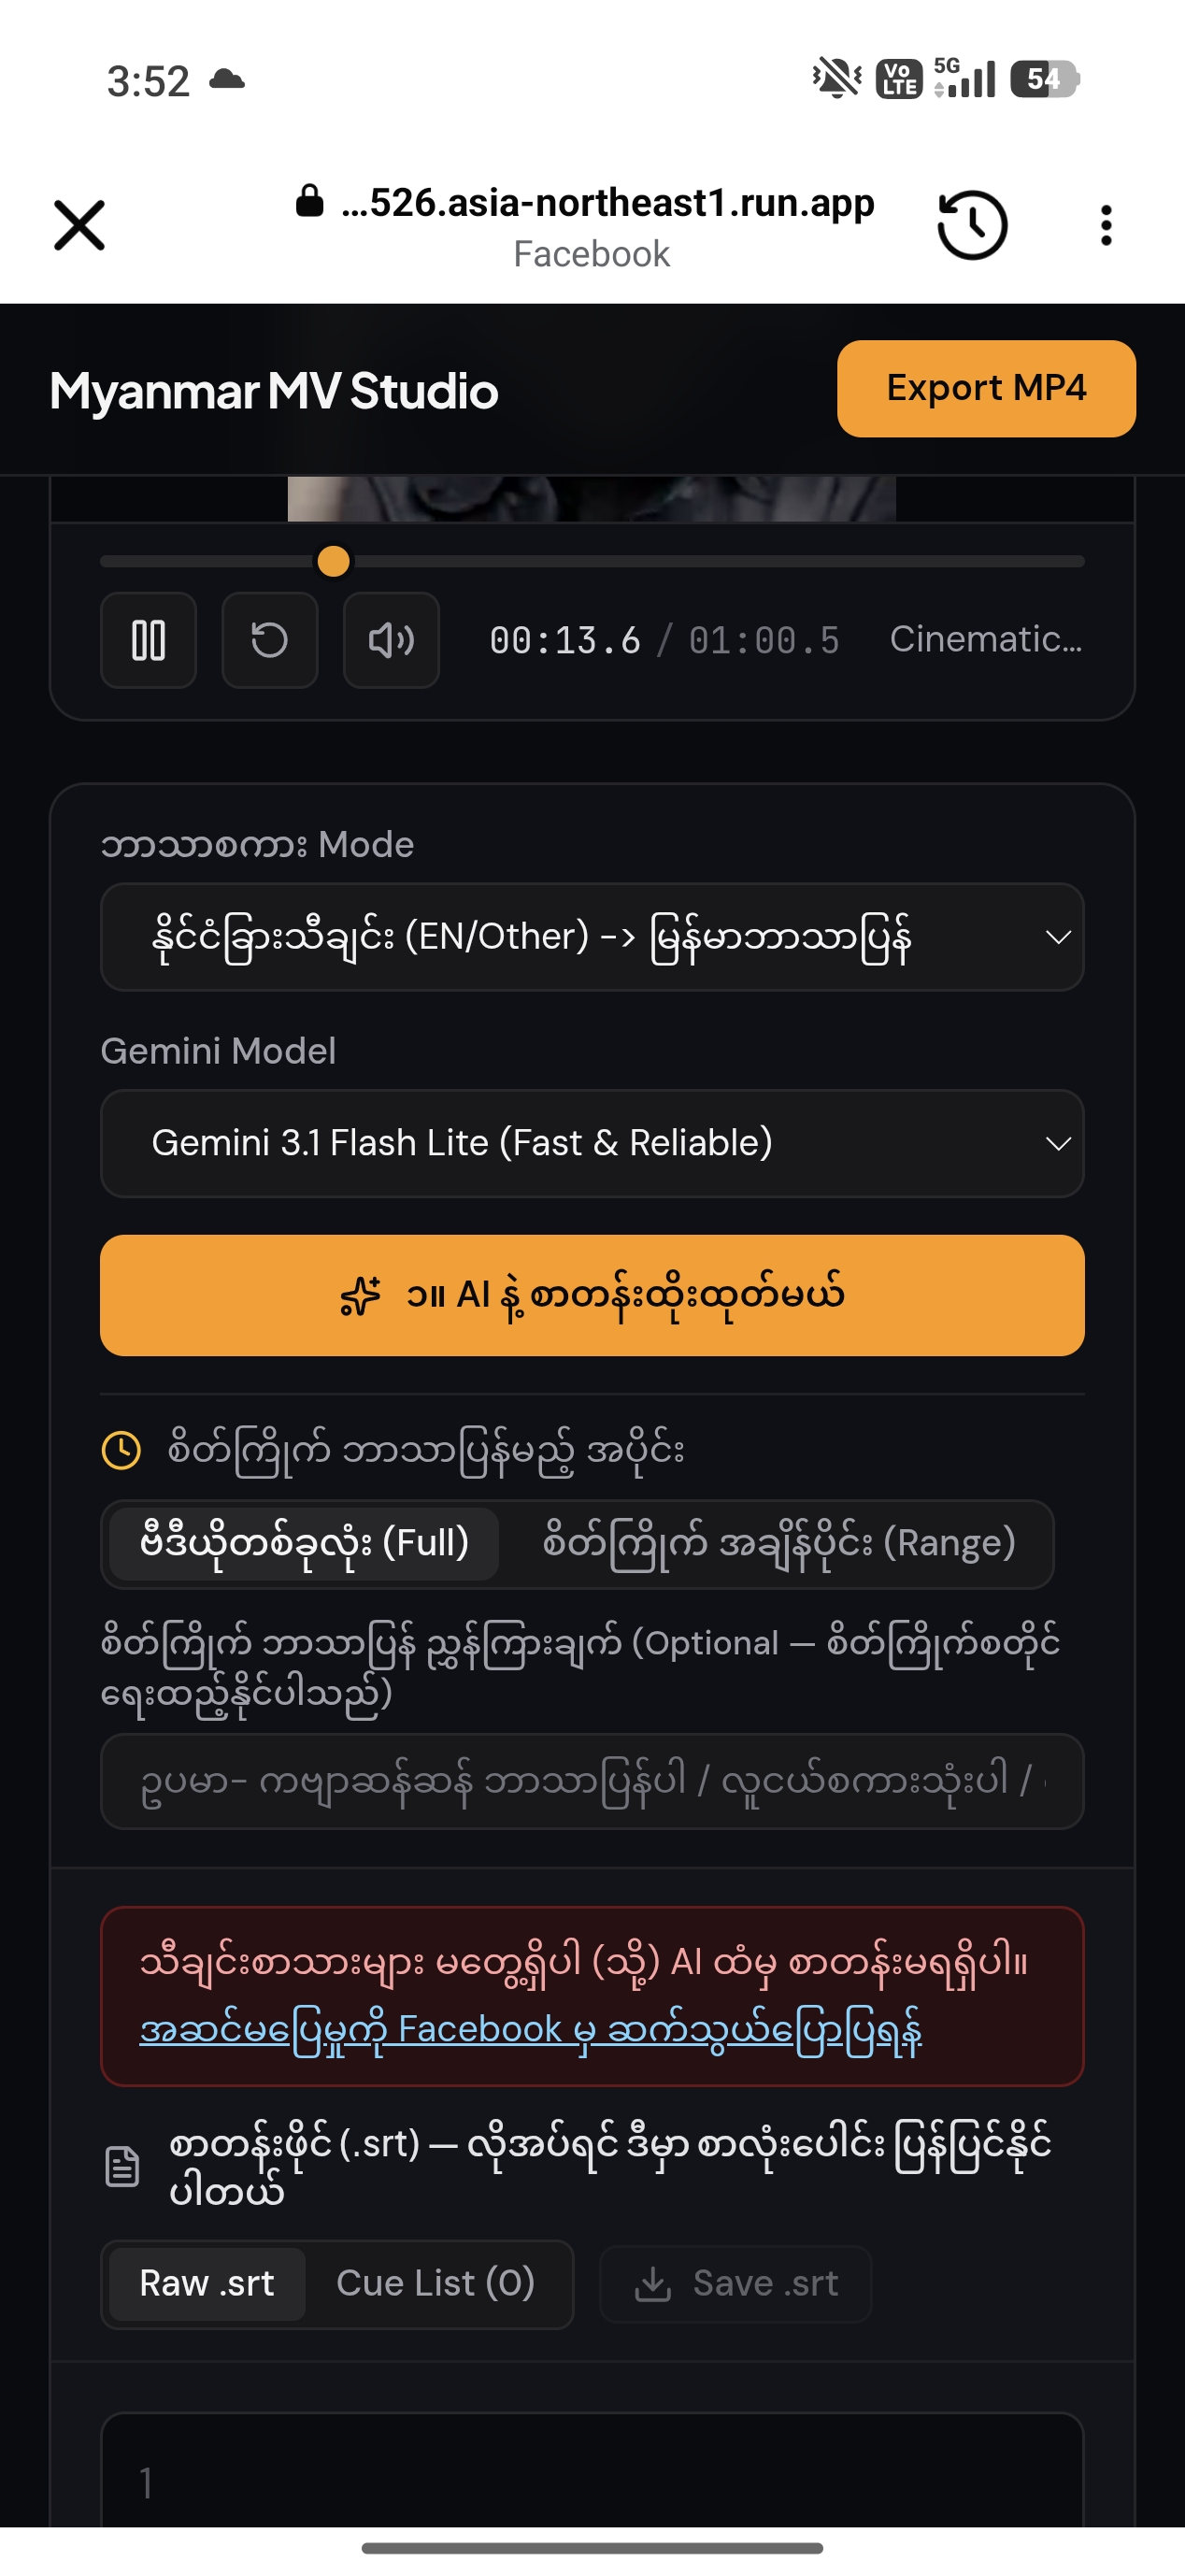 3:52
Vo LTE 5G 54
...526.asia-northeast1.run.app
Facebook
Myanmar MV Studio
Export MP4
00:13.6 / 01:00.5 Cinematic...
ဘာသာစကား Mode
နိုင်ငံခြားသီချင်း (EN/Other) -> မြန်မာဘာသာပြန်
Gemini Model
Gemini 3.1 Flash Lite (Fast & Reliable)
၁။ AI နဲ့ စာတန်းထိုးထုတ်မယ်
စိတ်ကြိုက် ဘာသာပြန်မည့် အပိုင်း
ဗီဒီယိုတစ်ခုလုံး (Full) စိတ်ကြိုက် အချိန်ပိုင်း (Range)
စိတ်ကြိုက် ဘာသာပြန် ညွှန်ကြားချက် (Optional — စိတ်ကြိုက်စတိုင်
ရေးထည့်နိုင်ပါသည်)
ဥပမာ- ကဗျာဆန်ဆန် ဘာသာပြန်ပါ / လူငယ်စကားသုံးပါ /
သီချင်းစာသားများ မတွေ့ရှိပါ (သို့) AI ထံမှ စာတန်းမရရှိပါ။
အဆင်မပြေမှုကို Facebook မှ ဆက်သွယ်ပြောပြရန်
စာတန်းဖိုင် (.srt) — လိုအပ်ရင် ဒီမှာ စာလုံးပေါင်း ပြန်ပြင်နိုင်
ပါတယ်
Raw .srt Cue List (0) Save .srt
1